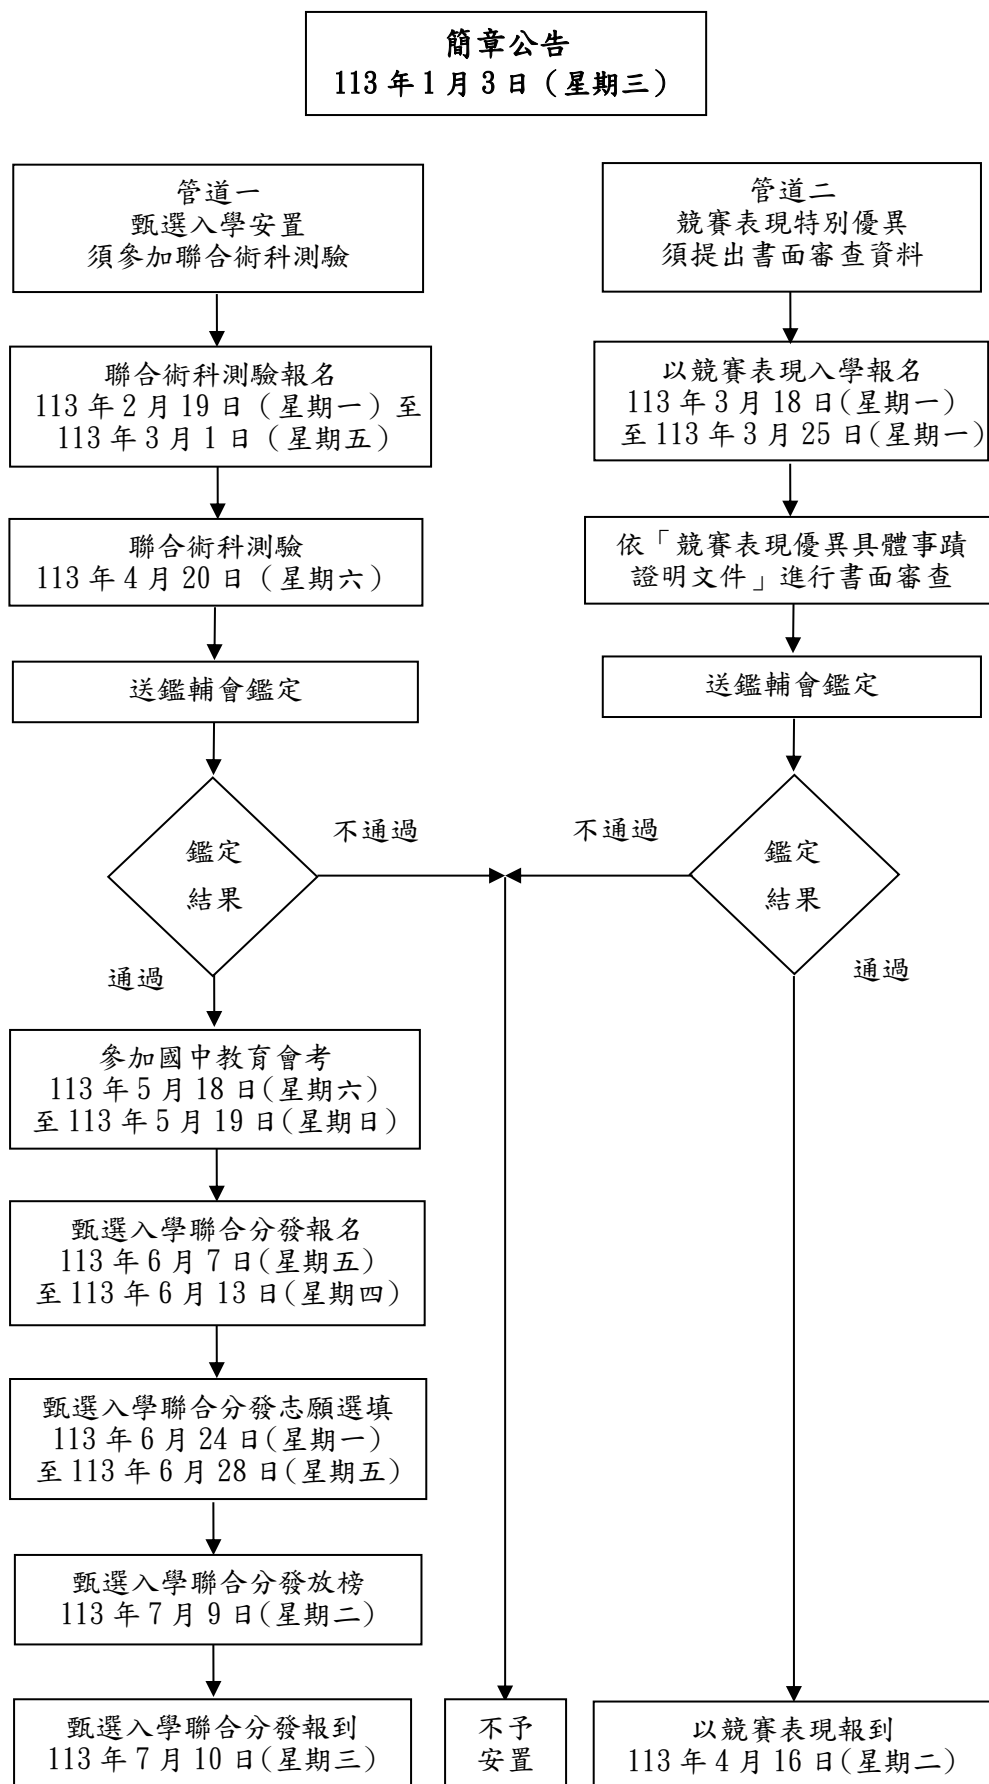 簡章公告
113 年 1 月 3 日（星期三）
管道一
甄選入學安置
須參加聯合術科測驗
聯合術科測驗報名
113 年 2 月 19 日（星期一）至
113 年 3 月 1 日（星期五）
聯合術科測驗
113 年 4 月 20 日（星期六）
送鑑輔會鑑定
鑑定
結果
不通過
通過
參加國中教育會考
113 年 5 月 18 日(星期六)
至 113 年 5 月 19 日(星期日)
甄選入學聯合分發報名
113 年 6 月 7 日(星期五)
至 113 年 6 月 13 日(星期四)
甄選入學聯合分發志願選填
113 年 6 月 24 日(星期一)
至 113 年 6 月 28 日(星期五)
甄選入學聯合分發放榜
113 年 7 月 9 日(星期二)
甄選入學聯合分發報到
113 年 7 月 10 日(星期三)
不予
安置
管道二
競賽表現特別優異
須提出書面審查資料
以競賽表現入學報名
113 年 3 月 18 日(星期一)
至 113 年 3 月 25 日(星期一)
依「競賽表現優異具體事蹟
證明文件」進行書面審查
送鑑輔會鑑定
鑑定
結果
不通過
通過
以競賽表現報到
113 年 4 月 16 日(星期二)